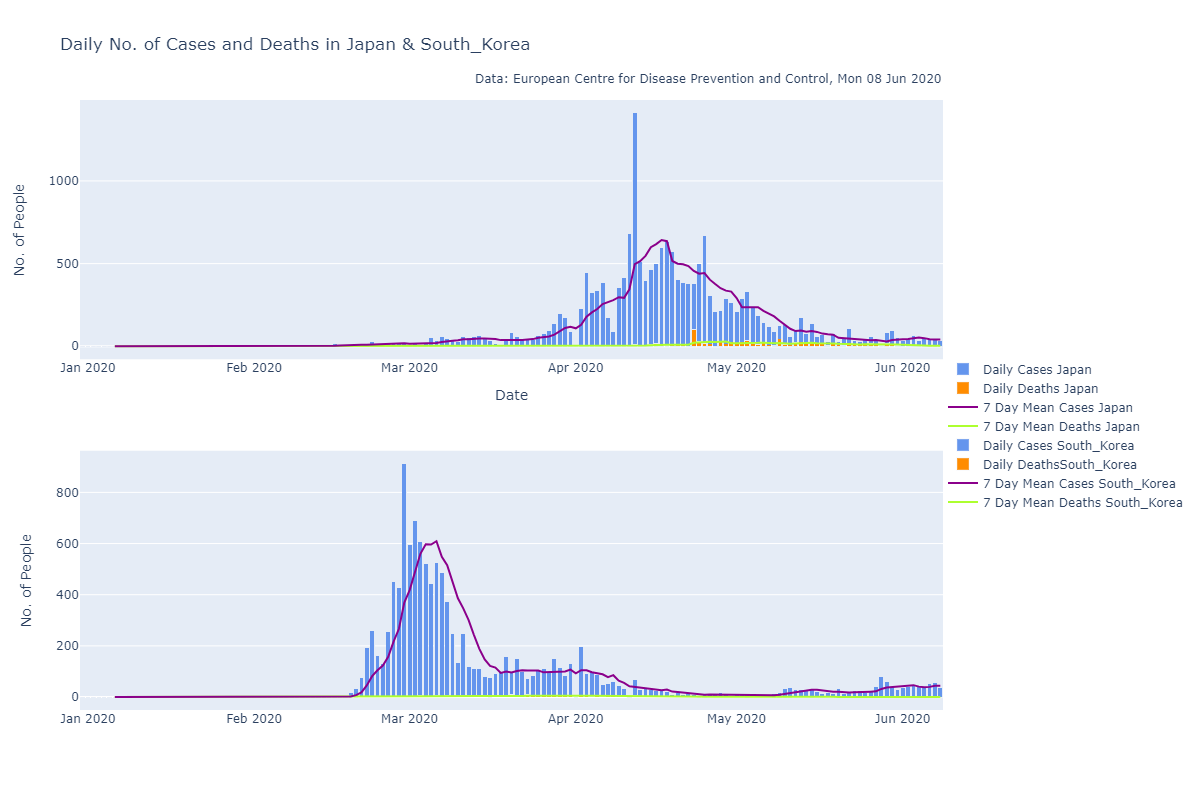 Daily No. of Cases and Deaths in Japan & South_Korea
Data: European Centre for Disease Prevention and Control, Mon 08 Jun 2020
No. of People
1000
500
0
Jan 2020 Feb 2020 Mar 2020 Apr 2020 May 2020 Jun 2020
Date
Daily Cases Japan
Daily Deaths Japan
7 Day Mean Cases Japan
7 Day Mean Deaths Japan
Daily Cases South_Korea
Daily DeathsSouth_Korea
7 Day Mean Cases South_Korea
7 Day Mean Deaths South_Korea
No. of People
800
600
400
200
0
Jan 2020 Feb 2020 Mar 2020 Apr 2020 May 2020 Jun 2020